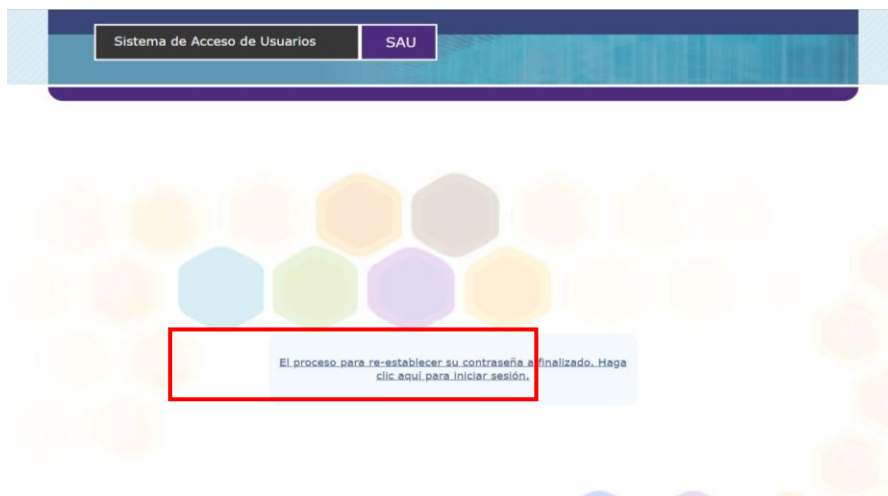 Sistema de Acceso de Usuarios SAU
El proceso para re-establecer su contraseña a finalizado. Haga
clic aquí para iniciar sesión.